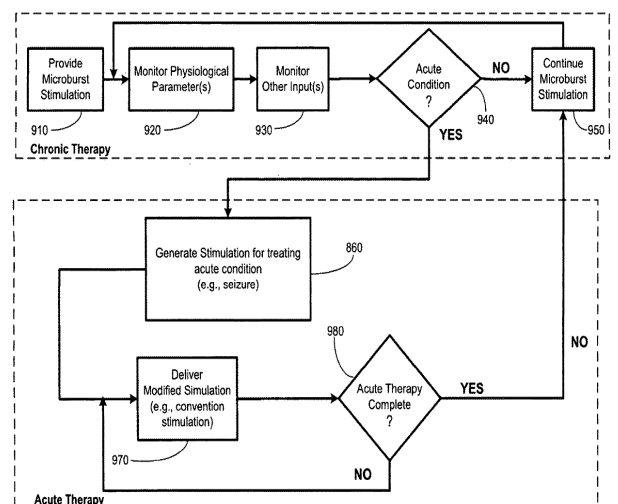 Provide
Microburst
Stimulation
910
Monitor Physiological
Parameter(s)
920
Monitor
Other Input(s)
930
Acute
Condition
?
940
NO
YES
Continue
Microburst
Stimulation
950
Chronic Therapy
Generate Stimulation for treating
acute condition
(e.g., seizure)
860
Deliver
Modified Simulation
(e.g., convention
stimulation)
970
980
Acute Therapy
Complete
?
YES
NO
NO
Acute Therapy